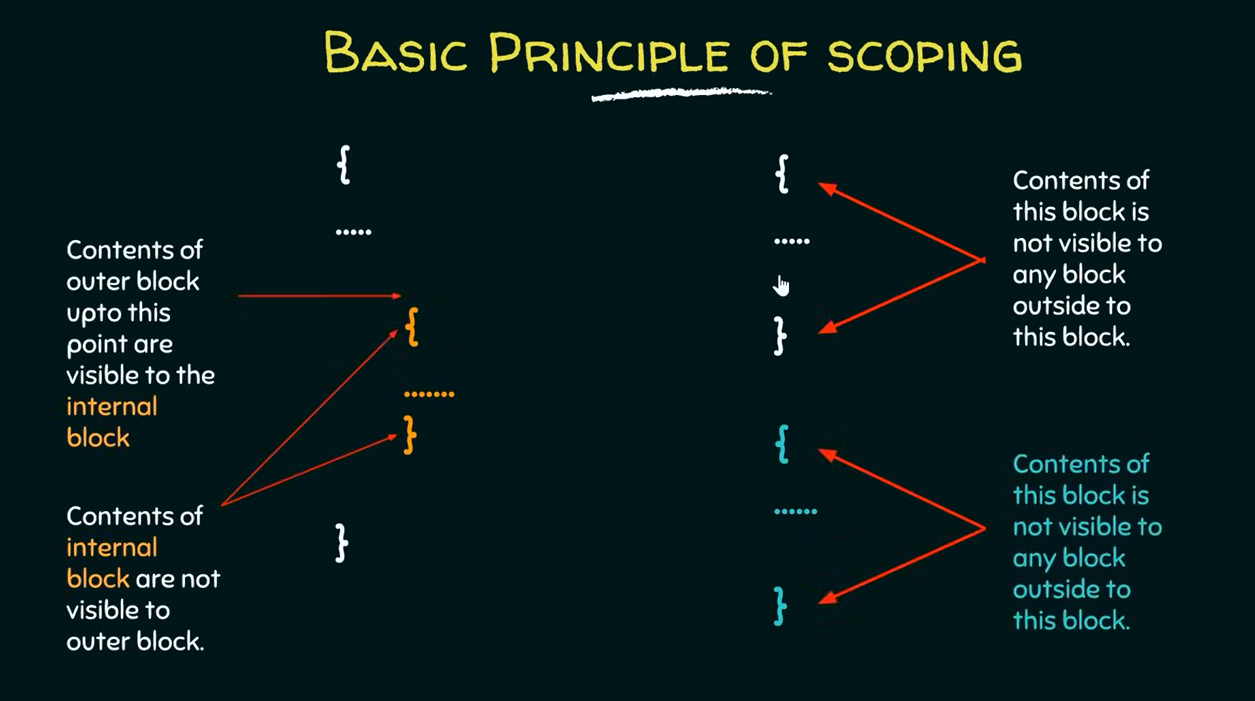 BASIC PRINCIPLE OF SCOPING
{
.....
Contents of
outer block
upto this
point are
visible to the
internal
block
{
.......
}
Contents of
internal
block are not
visible to
outer block.
}
{
.....
}
Contents of
this block is
not visible to
any block
outside to
this block.
{
......
}
Contents of
this block is
not visible to
any block
outside to
this block.